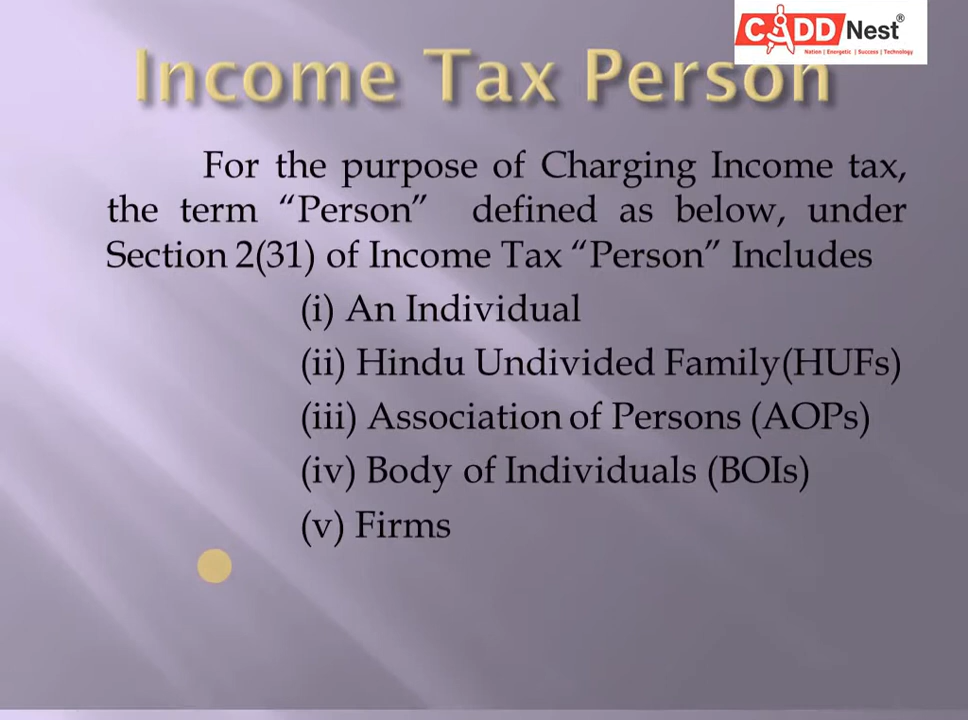 CADD Nest®
Nation | Energetic | Success | Technology
Income Tax Person
For the purpose of Charging Income tax,
the term “Person” defined as below, under
Section 2(31) of Income Tax “Person” Includes
(i) An Individual
(ii) Hindu Undivided Family(HUFs)
(iii) Association of Persons (AOPs)
(iv) Body of Individuals (BOIs)
(v) Firms